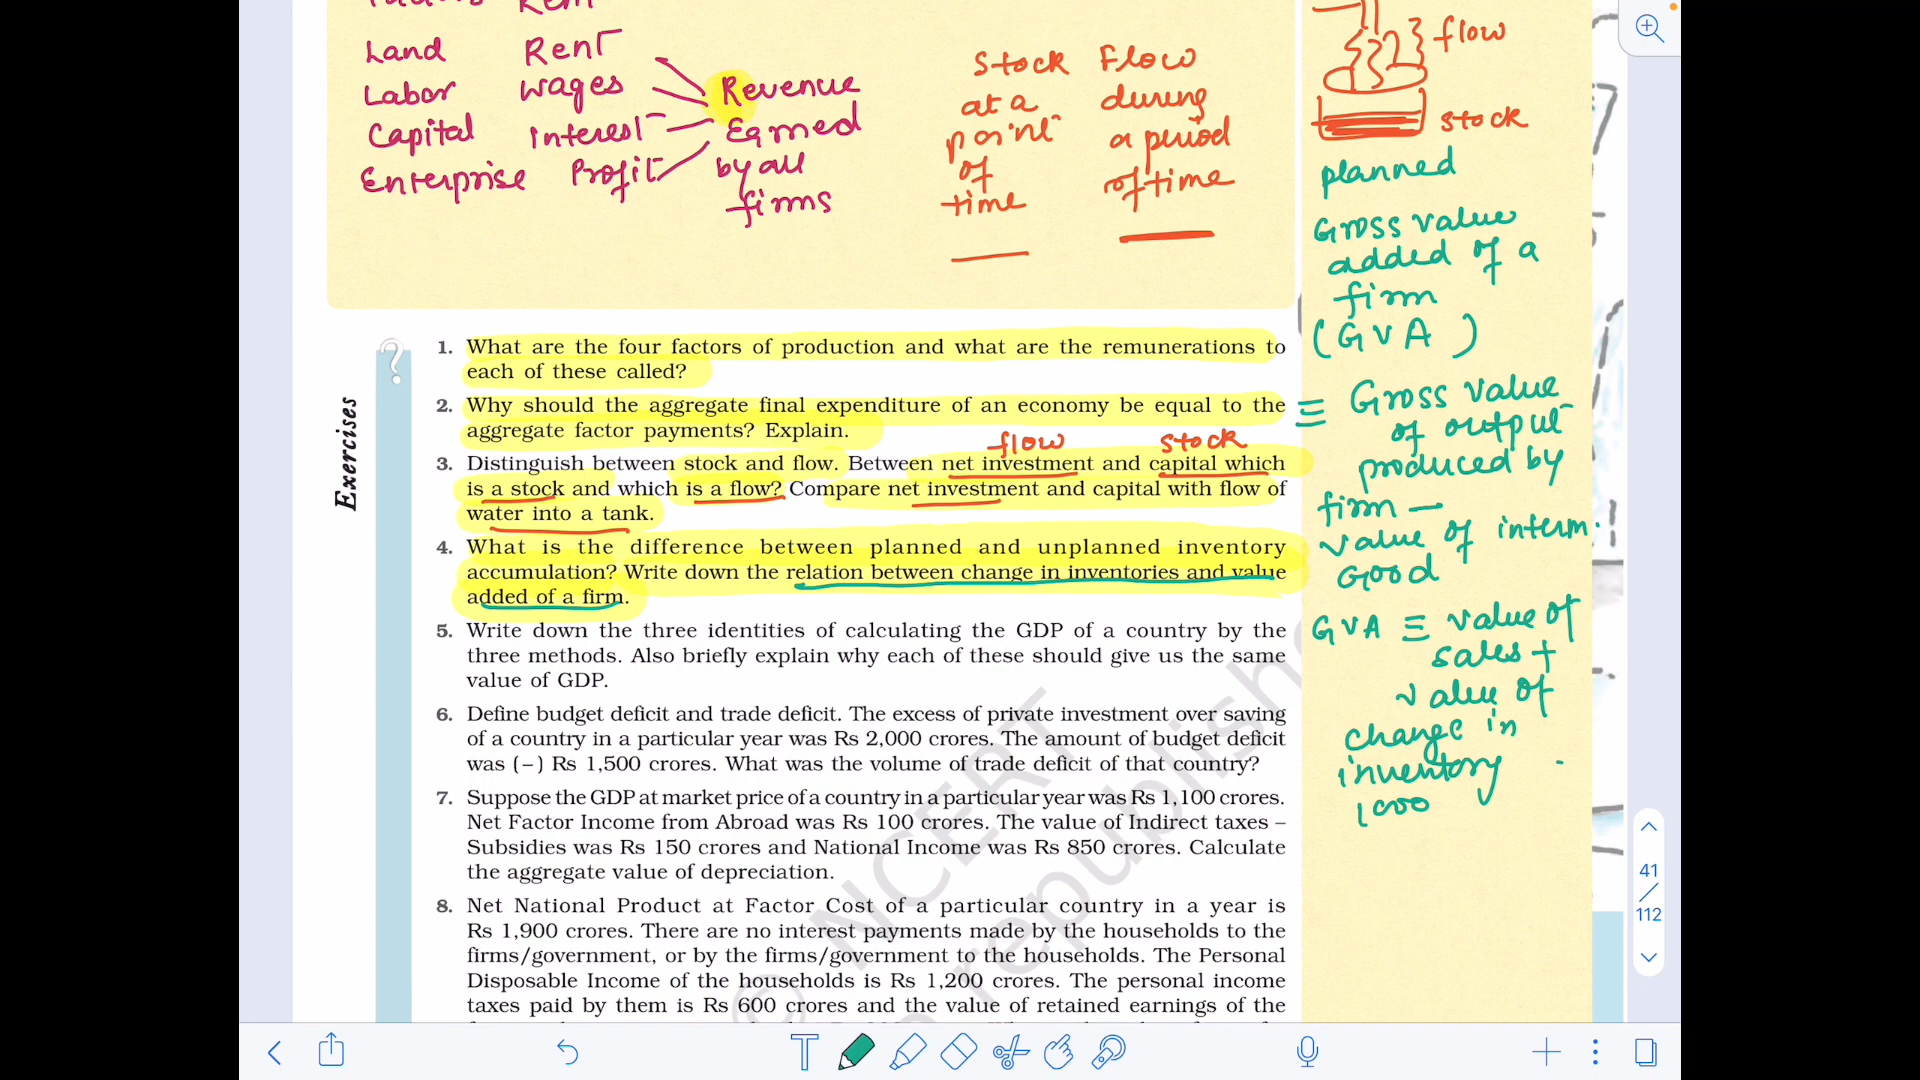 Land Rent
Labor wages Revenue
Capital Interest Earned
Enterprise Profit by all
firms
Stock Flow
at a during
point a period
of of time
time
flow
stock
planned
Gross value
added of a
firm
(GVA)
≡ Gross value
of output
produced by
firm —
value of interm.
Good
GVA ≡ value of
sales +
value of
change in
inventory
1000
?
Exercises
1. What are the four factors of production and what are the remunerations to
each of these called?
2. Why should the aggregate final expenditure of an economy be equal to the
aggregate factor payments? Explain.
flow stock
3. Distinguish between stock and flow. Between net investment and capital which
is a stock and which is a flow? Compare net investment and capital with flow of
water into a tank.
4. What is the difference between planned and unplanned inventory
accumulation? Write down the relation between change in inventories and value
added of a firm.
5. Write down the three identities of calculating the GDP of a country by the
three methods. Also briefly explain why each of these should give us the same
value of GDP.
6. Define budget deficit and trade deficit. The excess of private investment over saving
of a country in a particular year was Rs 2,000 crores. The amount of budget deficit
was (–) Rs 1,500 crores. What was the volume of trade deficit of that country?
7. Suppose the GDP at market price of a country in a particular year was Rs 1,100 crores.
Net Factor Income from Abroad was Rs 100 crores. The value of Indirect taxes –
Subsidies was Rs 150 crores and National Income was Rs 850 crores. Calculate
the aggregate value of depreciation.
8. Net National Product at Factor Cost of a particular country in a year is
Rs 1,900 crores. There are no interest payments made by the households to the
firms/government, or by the firms/government to the households. The Personal
Disposable Income of the households is Rs 1,200 crores. The personal income
taxes paid by them is Rs 600 crores and the value of retained earnings of the
© NCERT
republish
41
/
112
T